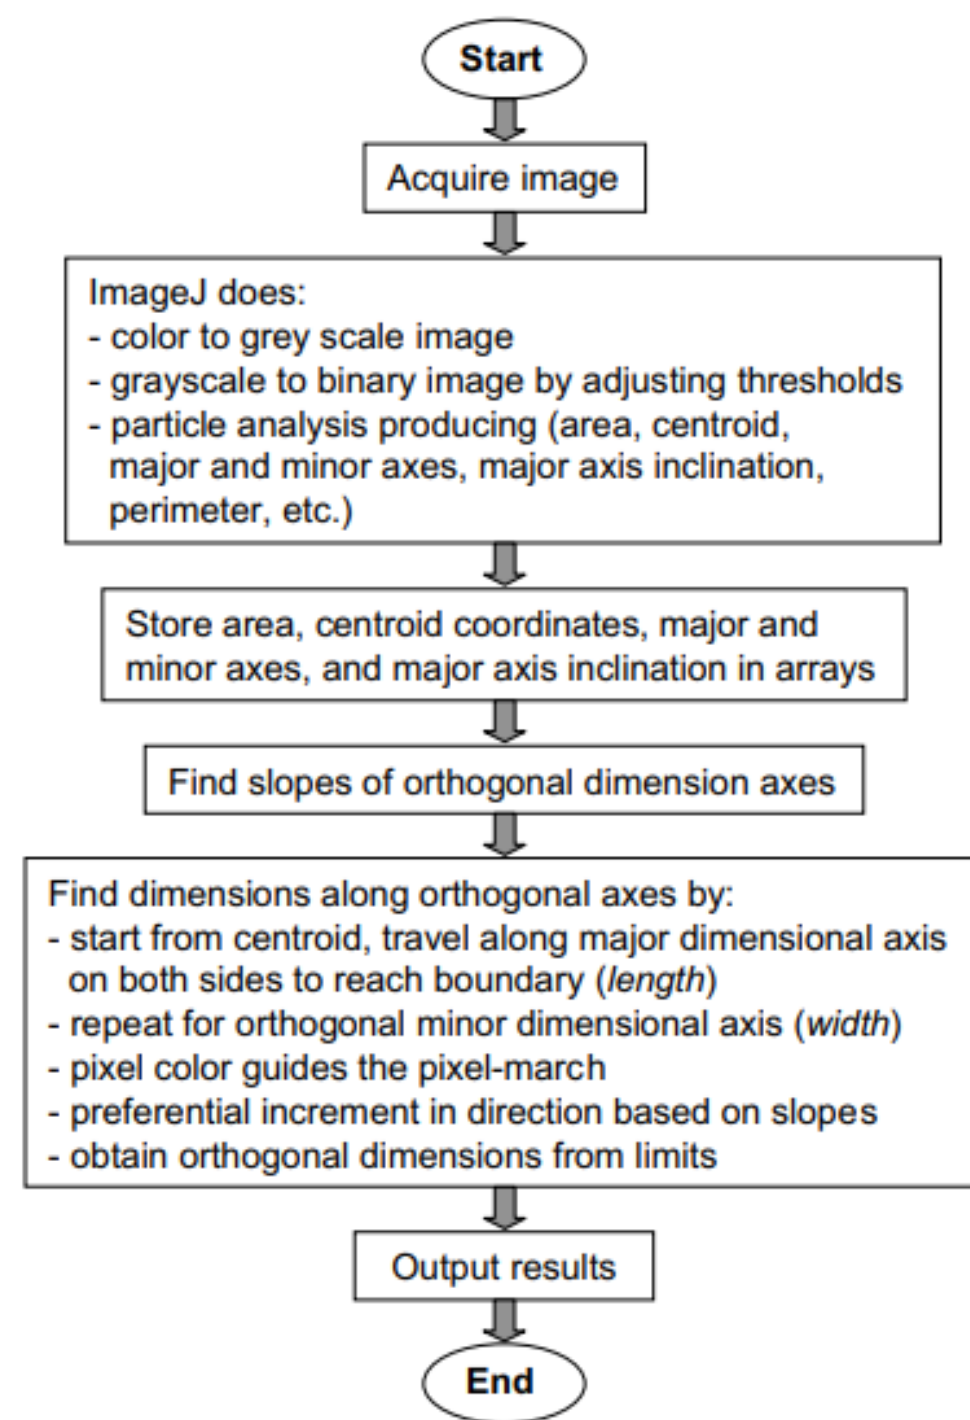 Start
Acquire image
ImageJ does:
- color to grey scale image
- grayscale to binary image by adjusting thresholds
- particle analysis producing (area, centroid,
major and minor axes, major axis inclination,
perimeter, etc.)
Store area, centroid coordinates, major and
minor axes, and major axis inclination in arrays
Find slopes of orthogonal dimension axes
Find dimensions along orthogonal axes by:
- start from centroid, travel along major dimensional axis
on both sides to reach boundary (length)
- repeat for orthogonal minor dimensional axis (width)
- pixel color guides the pixel-march
- preferential increment in direction based on slopes
- obtain orthogonal dimensions from limits
Output results
End